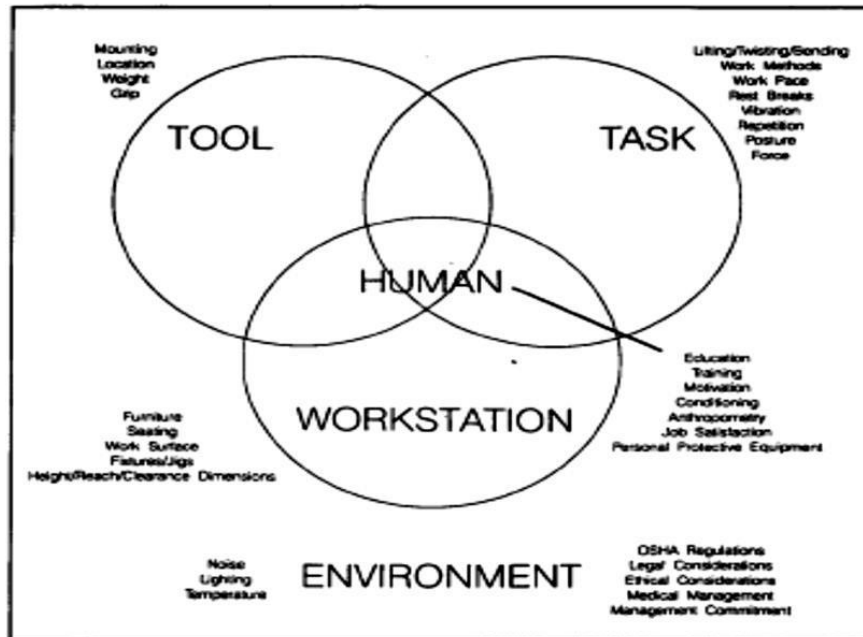 Mounting
Location
Weight
Grip
Lifting/Twisting/Bending
Work Methods
Work Pace
Rest Breaks
Vibration
Repetition
Posture
Force
TOOL
TASK
HUMAN
Education
Training
Motivation
Conditioning
Anthropometry
Job Satisfaction
Personal Protective Equipment
WORKSTATION
Furniture
Seating
Work Surface
Fixtures/Jigs
Height/Reach/Clearance Dimensions
Noise
Lighting
Temperature
ENVIRONMENT
OSHA Regulations
Legal Considerations
Ethical Considerations
Medical Management
Management Commitment